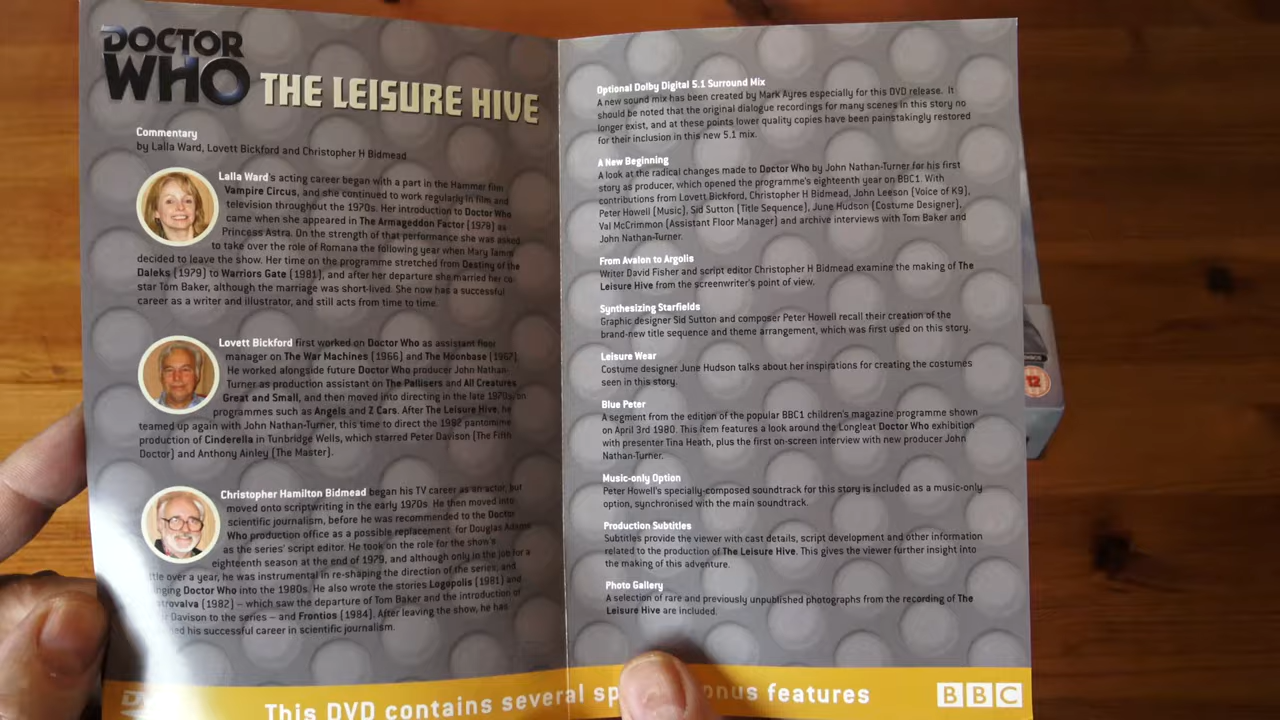 DOCTOR
WHO
THE LEISURE HIVE
Commentary
by Lalla Ward, Lovett Bickford and Christopher H Bidmead
Lalla Ward's acting career began with a part in the Hammer film
Vampire Circus, and she continued to work regularly in film and
television throughout the 1970s. Her introduction to Doctor Who
came when she appeared in The Armageddon Factor (1979) as
Princess Astra. On the strength of that performance she was asked
to take over the role of Romana the following year when Mary Tamm
decided to leave the show. Her time on the programme stretched from Destiny of the
Daleks (1979) to Warriors Gate (1981), and after her departure she married her co-
star Tom Baker, although the marriage was short-lived. She now has a successful
career as a writer and illustrator, and still acts from time to time.
Lovett Bickford first worked on Doctor Who as assistant floor
manager on The War Machines (1966) and The Moonbase (1967).
He worked alongside future Doctor Who producer John Nathan-
Turner as production assistant on The Pallisers and All Creatures
Great and Small, and then moved into directing in the late 1970s, on
programmes such as Angels and Z Cars. After The Leisure Hive, he
teamed up again with John Nathan-Turner, this time to direct the 1982 pantomine
production of Cinderella in Tunbridge Wells, which starred Peter Davison (The Fifth
Doctor) and Anthony Ainley (The Master).
Christopher Hamilton Bidmead began his TV career as an actor, but
moved onto scriptwriting in the early 1970s. He then moved into
scientific journalism, before he was recommended to the Doctor
Who production office as a possible replacement for Douglas Adams
as the series' script editor. He took on the role for the show's
eighteenth season at the end of 1979, and although only in the job for a
little over a year, he was instrumental in re-shaping the direction of the series, and
Doctor Who into the 1980s. He also wrote the stories Logopolis (1981) and
(1982) – which saw the departure of Tom Baker and the introduction of
Davison to the series – and Frontios (1984). After leaving the show, he has
his successful career in scientific journalism.
Optional Dolby Digital 5.1 Surround Mix
A new sound mix has been created by Mark Ayres especially for this DVD release. It
should be noted that the original dialogue recordings for many scenes in this story no
longer exist, and at these points lower quality copies have been painstakingly restored
for their inclusion in this new 5.1 mix.
A New Beginning
A look at the radical changes made to Doctor Who by John Nathan-Turner for his first
story as producer, which opened the programme's eighteenth year on BBC1. With
contributions from Lovett Bickford, Christopher H Bidmead, John Leeson (Voice of K9),
Peter Howell (Music), Sid Sutton (Title Sequence), June Hudson (Costume Designer),
Val McCrimmon (Assistant Floor Manager) and archive interviews with Tom Baker and
John Nathan-Turner.
From Avalon to Argolis
Writer David Fisher and script editor Christopher H Bidmead examine the making of The
Leisure Hive from the screenwriter's point of view.
Synthesizing Starfields
Graphic designer Sid Sutton and composer Peter Howell recall their creation of the
brand-new title sequence and theme arrangement, which was first used on this story.
Leisure Wear
Costume designer June Hudson talks about her inspirations for creating the costumes
seen in this story.
Blue Peter
A segment from the edition of the popular BBC1 children's magazine programme shown
on April 3rd 1980. This item features a look around the Longleat Doctor Who exhibition
with presenter Tina Heath, plus the first on-screen interview with new producer John
Nathan-Turner.
Music-only Option
Peter Howell's specially-composed soundtrack for this story is included as a music-only
option, synchronised with the main soundtrack.
Production Subtitles
Subtitles provide the viewer with cast details, script development and other information
related to the production of The Leisure Hive. This gives the viewer further insight into
the making of this adventure.
Photo Gallery
A selection of rare and previously unpublished photographs from the recording of The
Leisure Hive are included.
This DVD contains several features
BBC
12